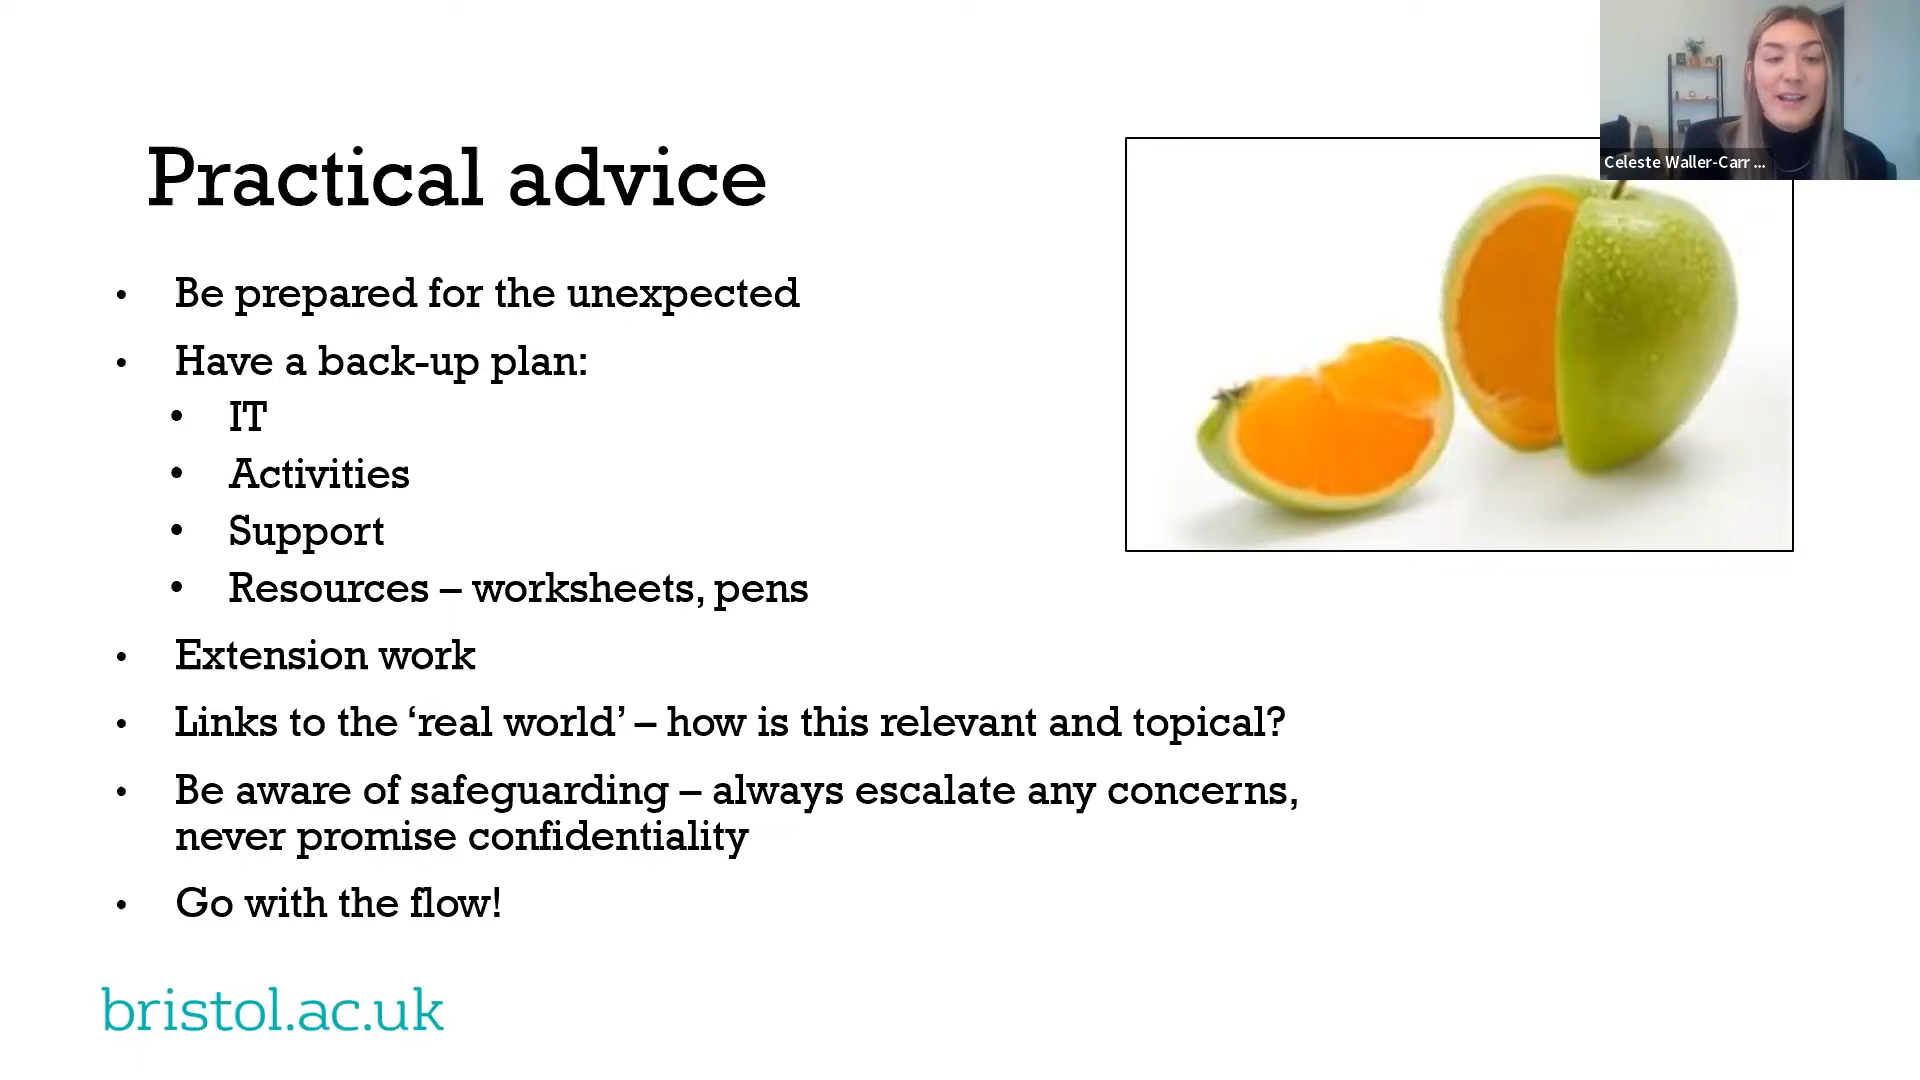 Celeste Waller-Carr ...
Practical advice
• Be prepared for the unexpected
• Have a back-up plan:
• IT
• Activities
• Support
• Resources – worksheets, pens
• Extension work
• Links to the ‘real world’ – how is this relevant and topical?
• Be aware of safeguarding – always escalate any concerns,
never promise confidentiality
• Go with the flow!
bristol.ac.uk